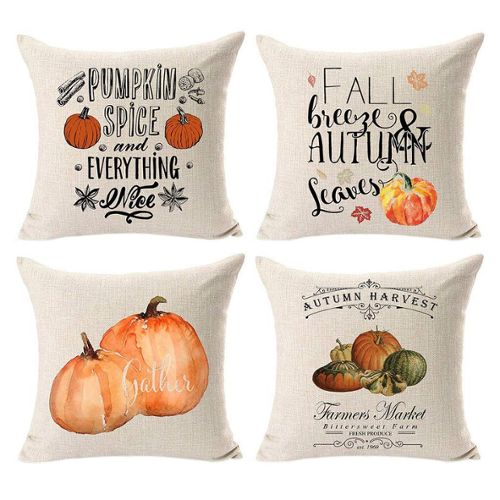 PUMPKIN
SPICE
and
EVERYTHING
Nice
FALL
breeze &
AUTUMN
Leaves
Gather
AUTUMN HARVEST
Farmers Market
Bittersweet Farm
FRESH PRODUCE
est. 1969